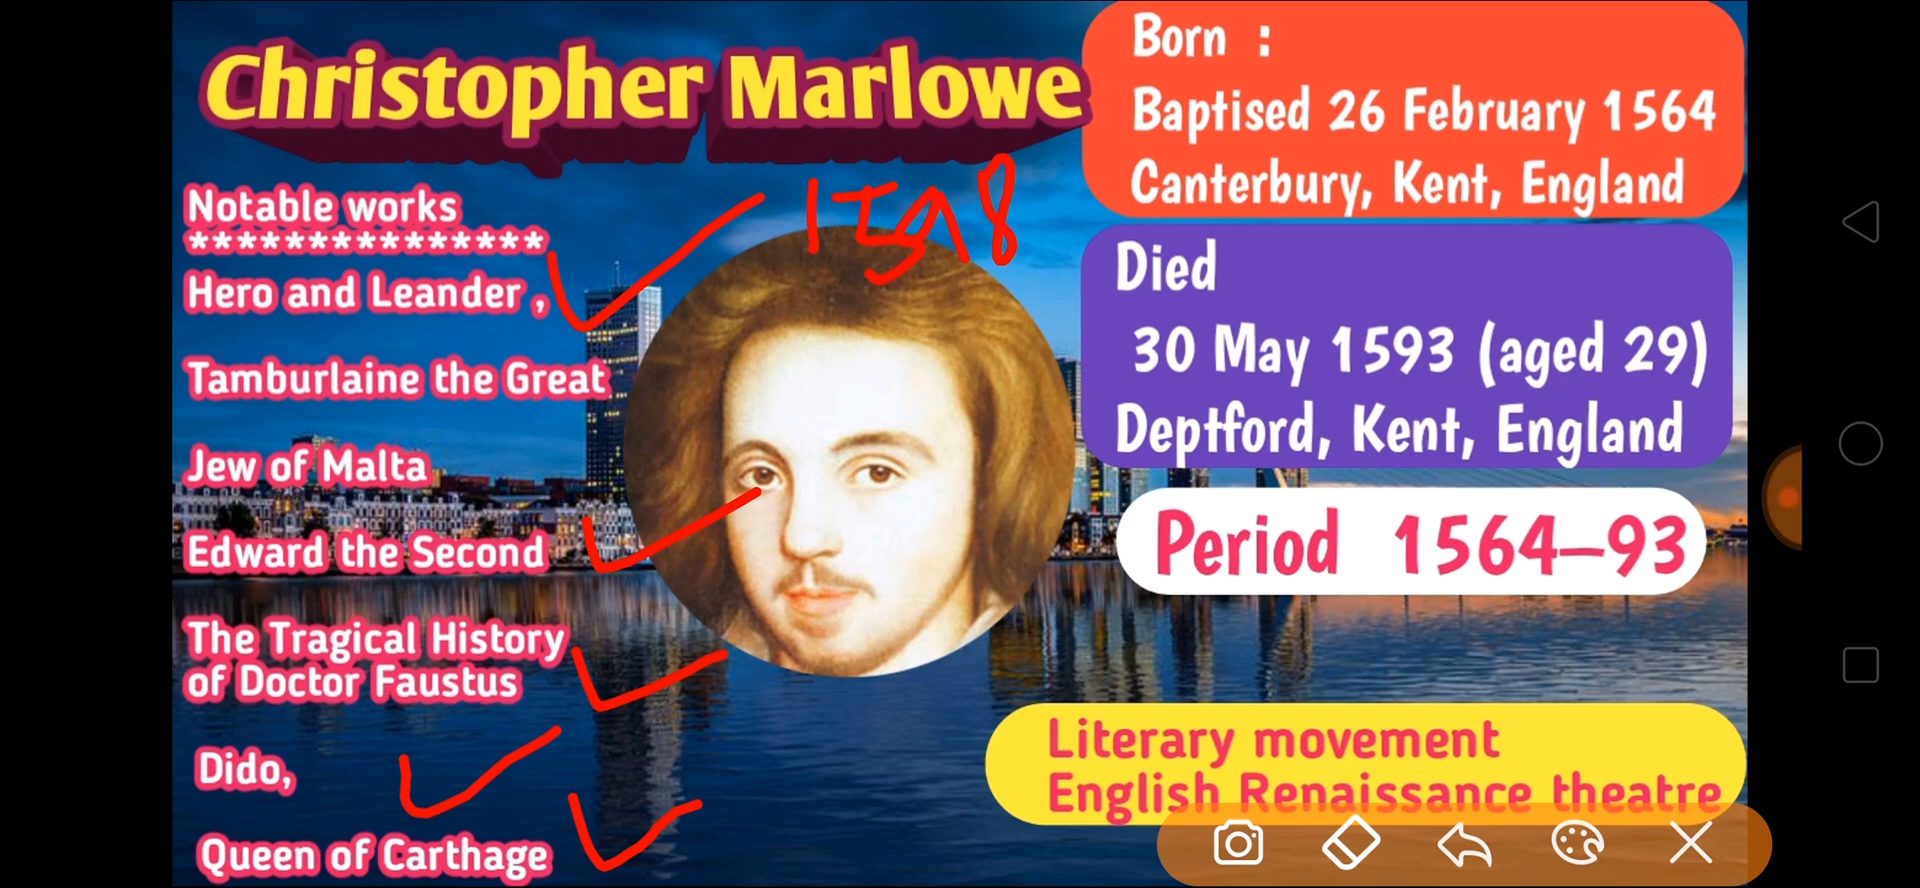 Christopher Marlowe
Notable works
***************
Hero and Leander ,
Tamburlaine the Great
Jew of Malta
Edward the Second
The Tragical History
of Doctor Faustus
Dido,
Queen of Carthage
1598
Born :
Baptised 26 February 1564
Canterbury, Kent, England
Died
30 May 1593 (aged 29)
Deptford, Kent, England
Period 1564–93
Literary movement
English Renaissance theatre